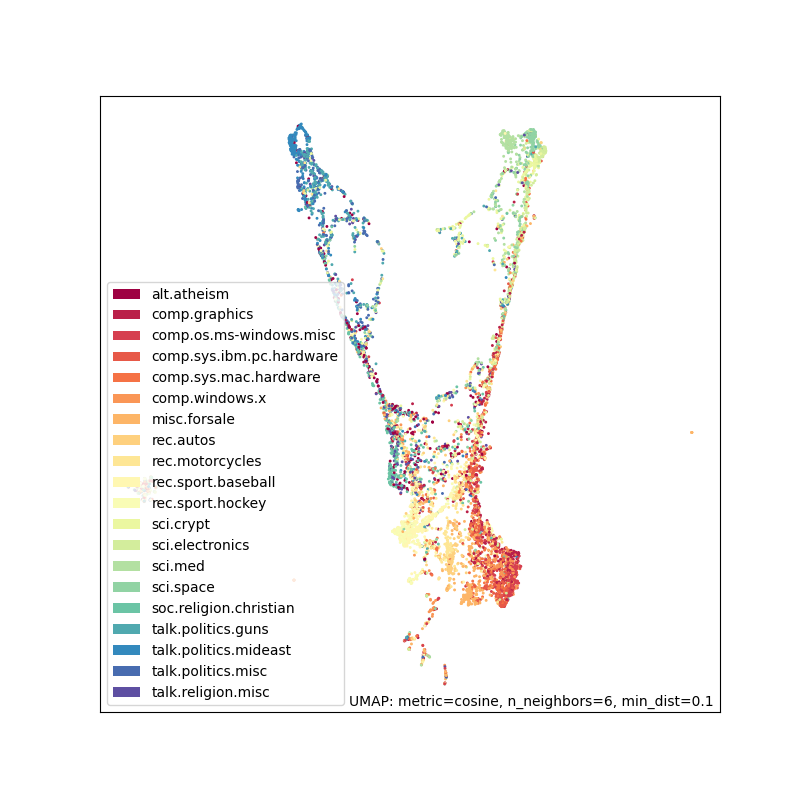 alt.atheism
comp.graphics
comp.os.ms-windows.misc
comp.sys.ibm.pc.hardware
comp.sys.mac.hardware
comp.windows.x
misc.forsale
rec.autos
rec.motorcycles
rec.sport.baseball
rec.sport.hockey
sci.crypt
sci.electronics
sci.med
sci.space
soc.religion.christian
talk.politics.guns
talk.politics.mideast
talk.politics.misc
talk.religion.misc
UMAP: metric=cosine, n_neighbors=6, min_dist=0.1